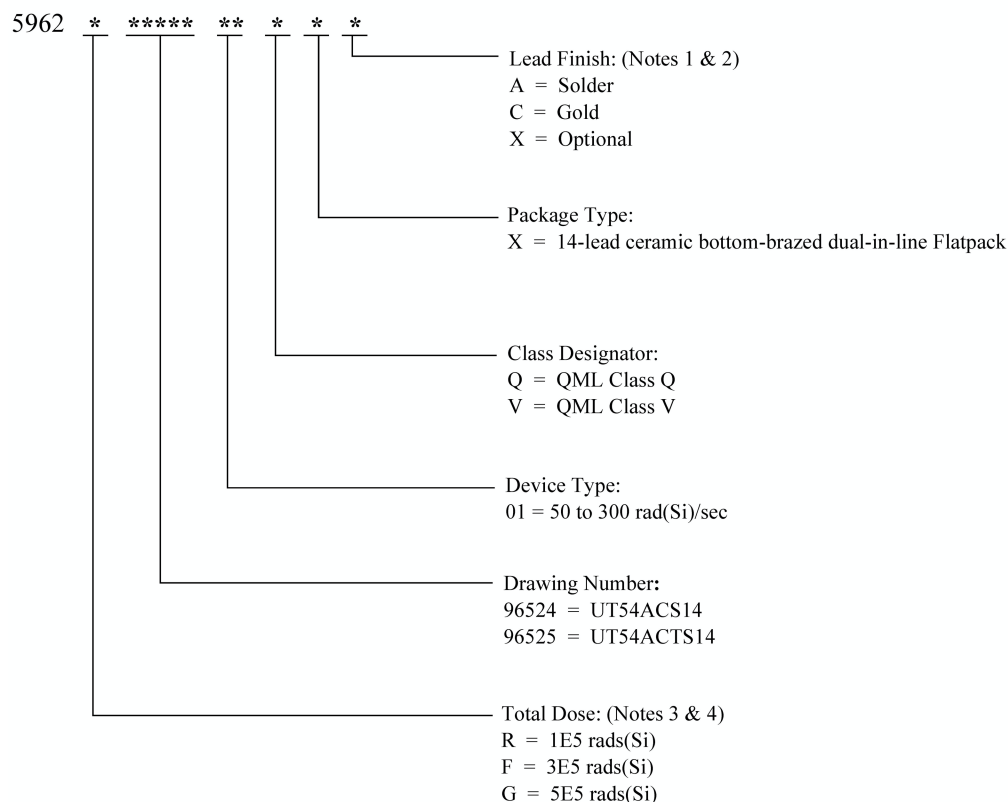 5962 * ***** ** * * *
Lead Finish: (Notes 1 & 2)
A = Solder
C = Gold
X = Optional
Package Type:
X = 14-lead ceramic bottom-brazed dual-in-line Flatpack
Class Designator:
Q = QML Class Q
V = QML Class V
Device Type:
01 = 50 to 300 rad(Si)/sec
Drawing Number:
96524 = UT54ACS14
96525 = UT54ACTS14
Total Dose: (Notes 3 & 4)
R = 1E5 rads(Si)
F = 3E5 rads(Si)
G = 5E5 rads(Si)